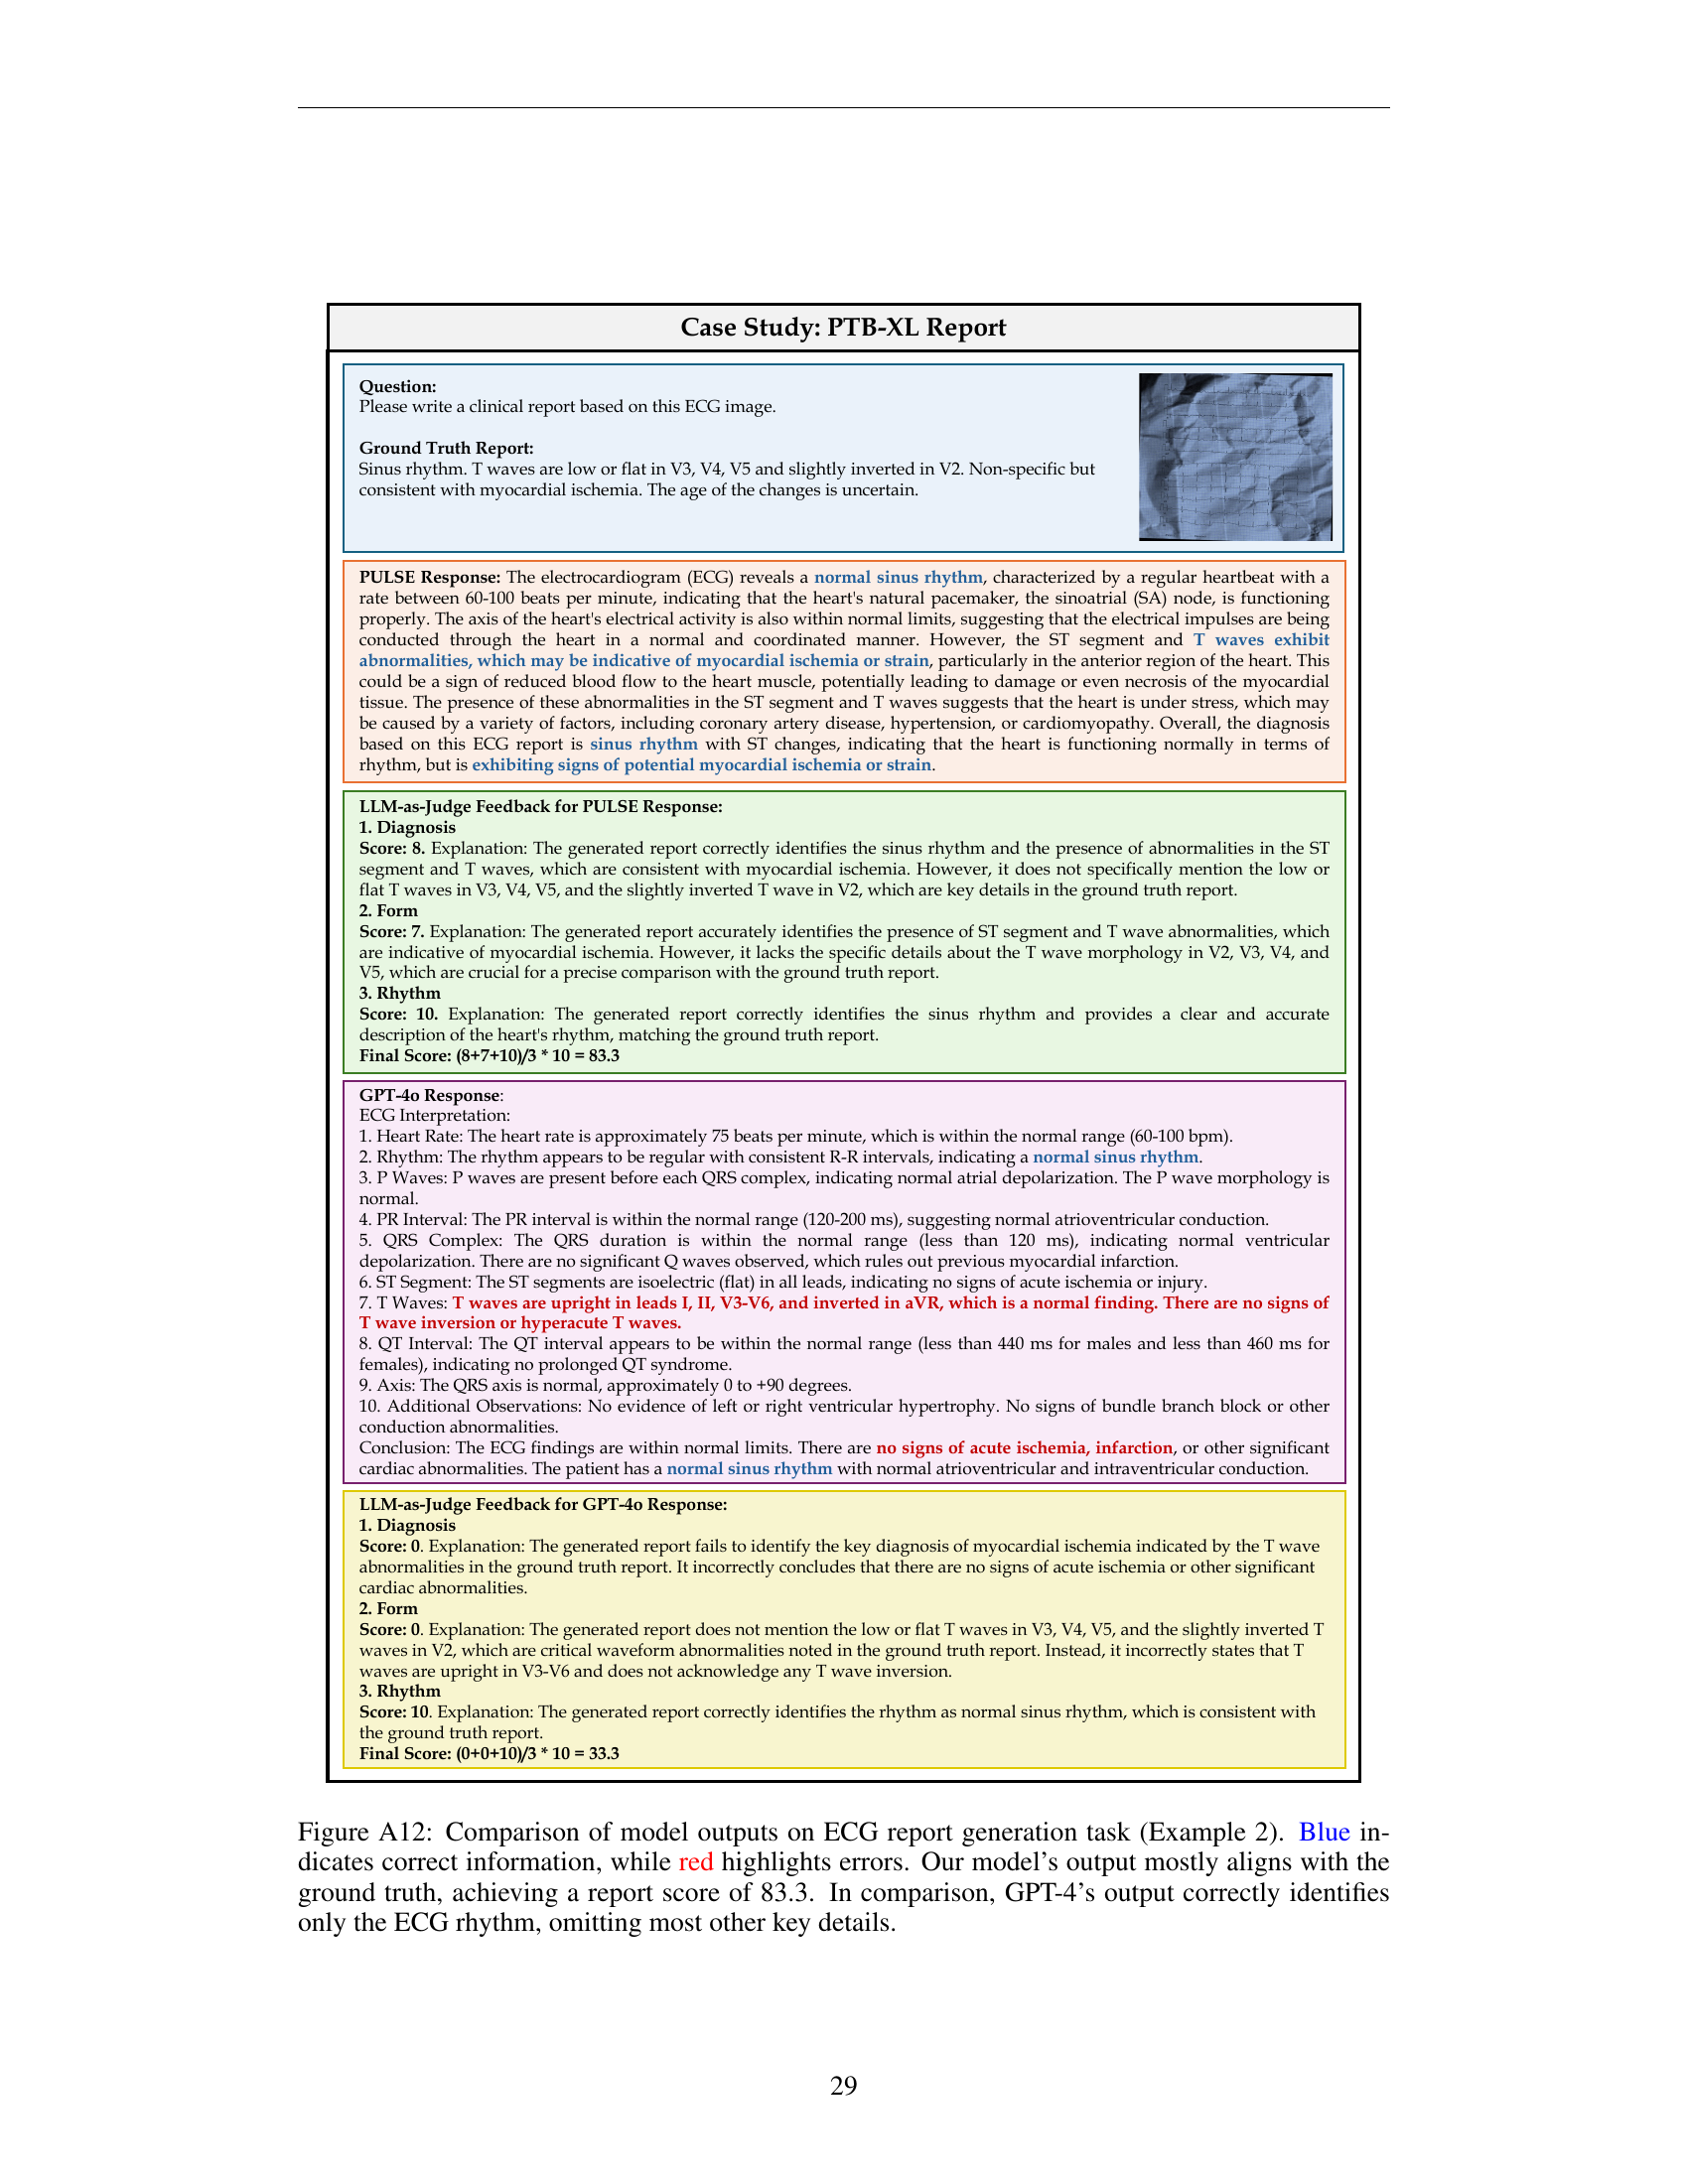 Case Study: PTB-XL Report
Question:
Please write a clinical report based on this ECG image.
Ground Truth Report:
Sinus rhythm. T waves are low or flat in V3, V4, V5 and slightly inverted in V2. Non-specific but
consistent with myocardial ischemia. The age of the changes is uncertain.
PULSE Response: The electrocardiogram (ECG) reveals a normal sinus rhythm, characterized by a regular heartbeat with a
rate between 60-100 beats per minute, indicating that the heart's natural pacemaker, the sinoatrial (SA) node, is functioning
properly. The axis of the heart's electrical activity is also within normal limits, suggesting that the electrical impulses are being
conducted through the heart in a normal and coordinated manner. However, the ST segment and T waves exhibit
abnormalities, which may be indicative of myocardial ischemia or strain, particularly in the anterior region of the heart. This
could be a sign of reduced blood flow to the heart muscle, potentially leading to damage or even necrosis of the myocardial
tissue. The presence of these abnormalities in the ST segment and T waves suggests that the heart is under stress, which may
be caused by a variety of factors, including coronary artery disease, hypertension, or cardiomyopathy. Overall, the diagnosis
based on this ECG report is sinus rhythm with ST changes, indicating that the heart is functioning normally in terms of
rhythm, but is exhibiting signs of potential myocardial ischemia or strain.
LLM-as-Judge Feedback for PULSE Response:
1. Diagnosis
Score: 8. Explanation: The generated report correctly identifies the sinus rhythm and the presence of abnormalities in the ST
segment and T waves, which are consistent with myocardial ischemia. However, it does not specifically mention the low or
flat T waves in V3, V4, V5, and the slightly inverted T wave in V2, which are key details in the ground truth report.
2. Form
Score: 7. Explanation: The generated report accurately identifies the presence of ST segment and T wave abnormalities, which
are indicative of myocardial ischemia. However, it lacks the specific details about the T wave morphology in V2, V3, V4, and
V5, which are crucial for a precise comparison with the ground truth report.
3. Rhythm
Score: 10. Explanation: The generated report correctly identifies the sinus rhythm and provides a clear and accurate
description of the heart's rhythm, matching the ground truth report.
Final Score: (8+7+10)/3 * 10 = 83.3
GPT-4o Response:
ECG Interpretation:
1. Heart Rate: The heart rate is approximately 75 beats per minute, which is within the normal range (60-100 bpm).
2. Rhythm: The rhythm appears to be regular with consistent R-R intervals, indicating a normal sinus rhythm.
3. P Waves: P waves are present before each QRS complex, indicating normal atrial depolarization. The P wave morphology is
normal.
4. PR Interval: The PR interval is within the normal range (120-200 ms), suggesting normal atrioventricular conduction.
5. QRS Complex: The QRS duration is within the normal range (less than 120 ms), indicating normal ventricular
depolarization. There are no significant Q waves observed, which rules out previous myocardial infarction.
6. ST Segment: The ST segments are isoelectric (flat) in all leads, indicating no signs of acute ischemia or injury.
7. T Waves: T waves are upright in leads I, II, V3-V6, and inverted in aVR, which is a normal finding. There are no signs of
T wave inversion or hyperacute T waves.
8. QT Interval: The QT interval appears to be within the normal range (less than 440 ms for males and less than 460 ms for
females), indicating no prolonged QT syndrome.
9. Axis: The QRS axis is normal, approximately 0 to +90 degrees.
10. Additional Observations: No evidence of left or right ventricular hypertrophy. No signs of bundle branch block or other
conduction abnormalities.
Conclusion: The ECG findings are within normal limits. There are no signs of acute ischemia, infarction, or other significant
cardiac abnormalities. The patient has a normal sinus rhythm with normal atrioventricular and intraventricular conduction.
LLM-as-Judge Feedback for GPT-4o Response:
1. Diagnosis
Score: 0. Explanation: The generated report fails to identify the key diagnosis of myocardial ischemia indicated by the T wave
abnormalities in the ground truth report. It incorrectly concludes that there are no signs of acute ischemia or other significant
cardiac abnormalities.
2. Form
Score: 0. Explanation: The generated report does not mention the low or flat T waves in V3, V4, V5, and the slightly inverted T
waves in V2, which are critical waveform abnormalities noted in the ground truth report. Instead, it incorrectly states that T
waves are upright in V3-V6 and does not acknowledge any T wave inversion.
3. Rhythm
Score: 10. Explanation: The generated report correctly identifies the rhythm as normal sinus rhythm, which is consistent with
the ground truth report.
Final Score: (0+0+10)/3 * 10 = 33.3
Figure A12: Comparison of model outputs on ECG report generation task (Example 2). Blue in-
dicates correct information, while red highlights errors. Our model's output mostly aligns with the
ground truth, achieving a report score of 83.3. In comparison, GPT-4's output correctly identifies
only the ECG rhythm, omitting most other key details.
29